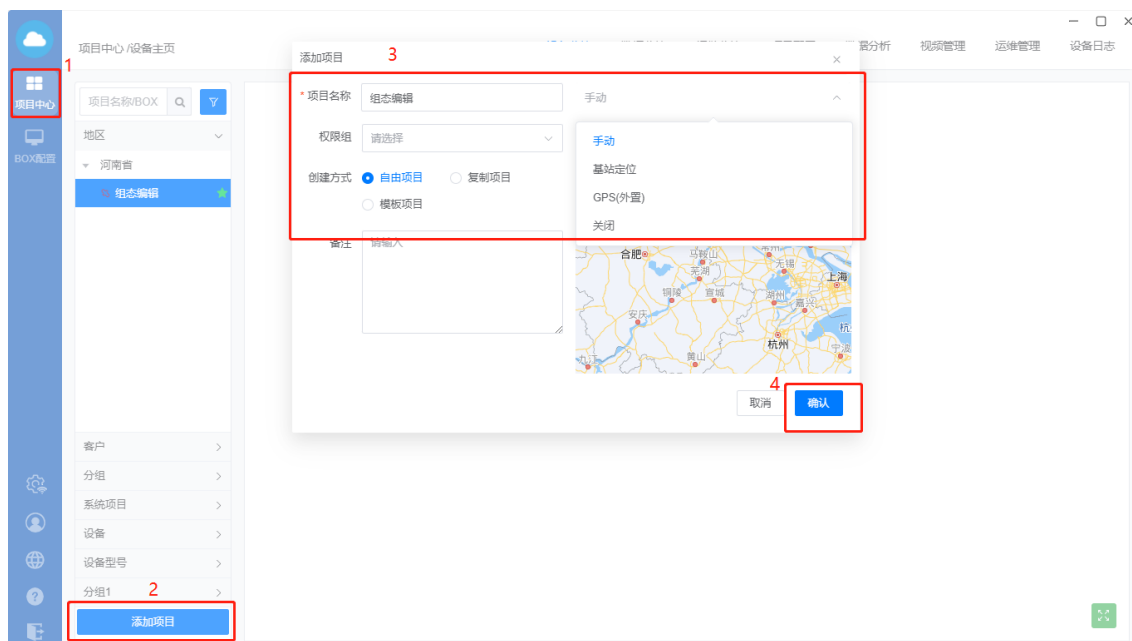 项目中心 /设备主页
视频管理
运维管理
设备日志
1
项目中心
BOX配置
项目名称/BOX
地区
河南省
组态编辑
客户
分组
系统项目
设备
设备型号
分组1
2
添加项目
添加项目
3
* 项目名称
组态编辑
手动
权限组
请选择
手动
基站定位
创建方式
自由项目
复制项目
GPS(外置)
模板项目
关闭
备注
请输入
合肥
马鞍山
常州
无锡
芜湖
上海
铜陵
宣城
湖州
嘉兴
安庆
杭州
宁波
黄山
九江
4
取消
确认